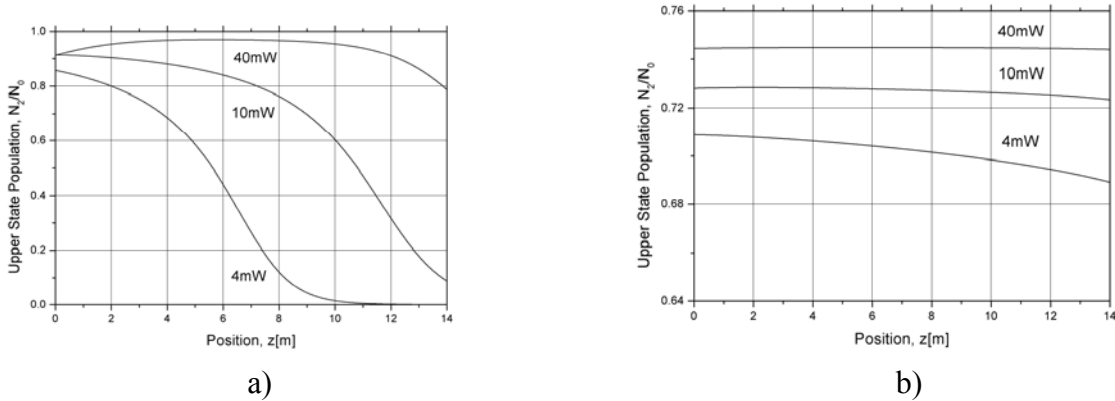 1.0
0.8
0.6
0.4
0.2
0.0
Upper State Population, N₂/N₀
40mW
10mW
4mW
0 2 4 6 8 10 12 14
Position, z[m]
a)
0.76
0.72
0.68
0.64
Upper State Population, N₂/N₀
40mW
10mW
4mW
0 2 4 6 8 10 12 14
Position, z[m]
b)